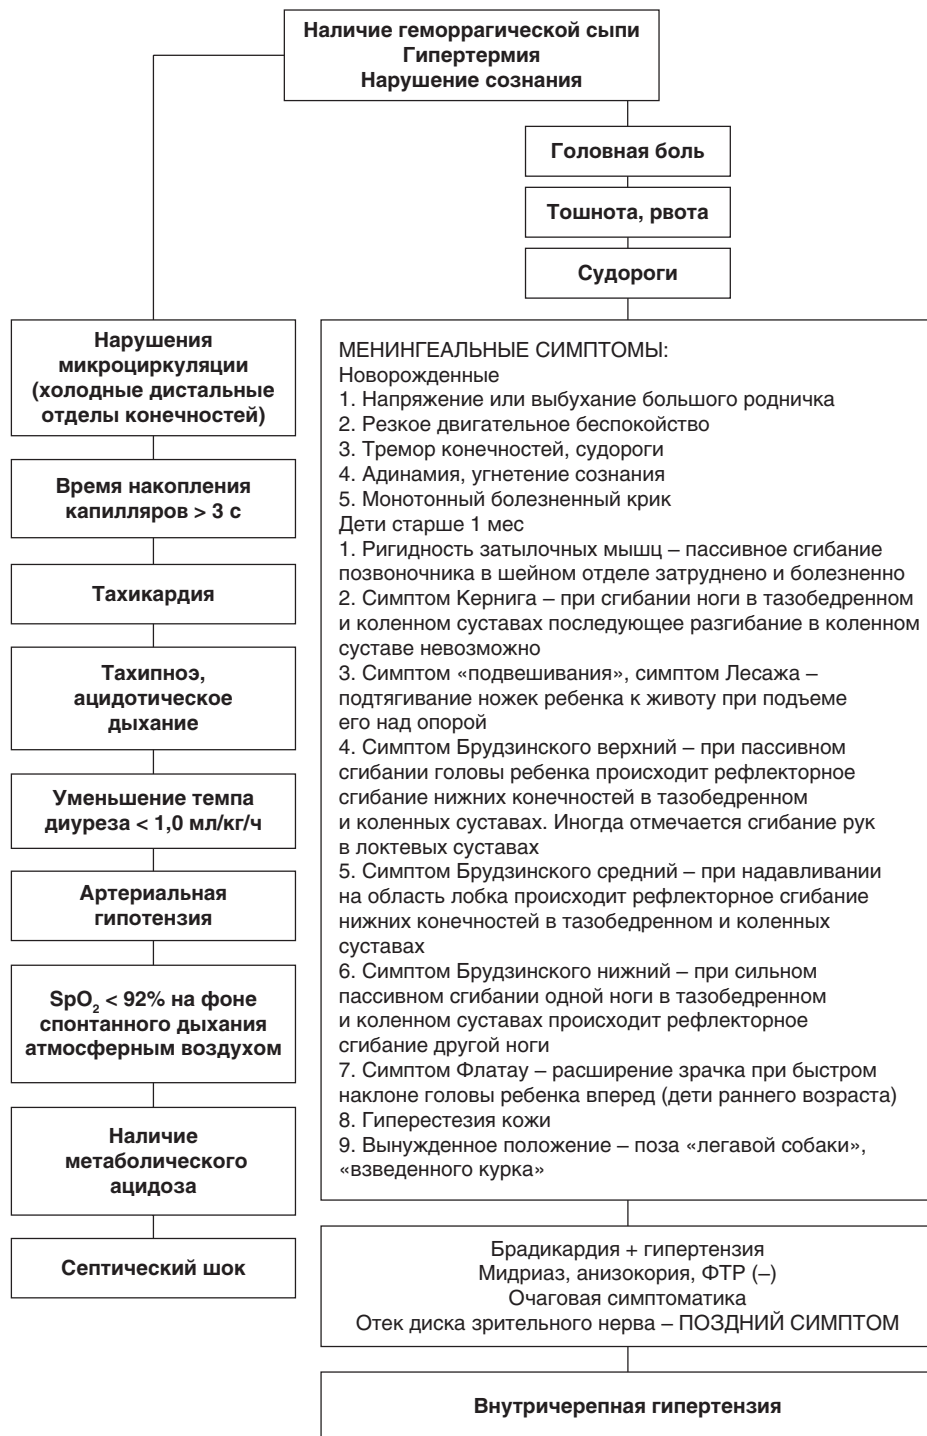 Наличие геморрагической сыпи
Гипертермия
Нарушение сознания
Головная боль
Тошнота, рвота
Судороги
Нарушения
микроциркуляции
(холодные дистальные
отделы конечностей)
Время накопления
капилляров > 3 с
Тахикардия
Тахипноэ,
ацидотическое
дыхание
Уменьшение темпа
диуреза < 1,0 мл/кг/ч
Артериальная
гипотензия
SpO₂ < 92% на фоне
спонтанного дыхания
атмосферным воздухом
Наличие
метаболического
ацидоза
Септический шок
МЕНИНГЕАЛЬНЫЕ СИМПТОМЫ:
Новорожденные
1. Напряжение или выбухание большого родничка
2. Резкое двигательное беспокойство
3. Тремор конечностей, судороги
4. Адинамия, угнетение сознания
5. Монотонный болезненный крик
Дети старше 1 мес
1. Ригидность затылочных мышц – пассивное сгибание
позвоночника в шейном отделе затруднено и болезненно
2. Симптом Кернига – при сгибании ноги в тазобедренном
и коленном суставах последующее разгибание в коленном
суставе невозможно
3. Симптом «подвешивания», симптом Лесажа –
подтягивание ножек ребенка к животу при подъеме
его над опорой
4. Симптом Брудзинского верхний – при пассивном
сгибании головы ребенка происходит рефлекторное
сгибание нижних конечностей в тазобедренном
и коленных суставах. Иногда отмечается сгибание рук
в локтевых суставах
5. Симптом Брудзинского средний – при надавливании
на область лобка происходит рефлекторное сгибание
нижних конечностей в тазобедренном и коленных
суставах
6. Симптом Брудзинского нижний – при сильном
пассивном сгибании одной ноги в тазобедренном
и коленном суставах происходит рефлекторное
сгибание другой ноги
7. Симптом Флатау – расширение зрачка при быстром
наклоне головы ребенка вперед (дети раннего возраста)
8. Гиперестезия кожи
9. Вынужденное положение – поза «легавой собаки»,
«взведенного курка»
Брадикардия + гипертензия
Мидриаз, анизокория, ФТР (–)
Очаговая симптоматика
Отек диска зрительного нерва – ПОЗДНИЙ СИМПТОМ
Внутричерепная гипертензия